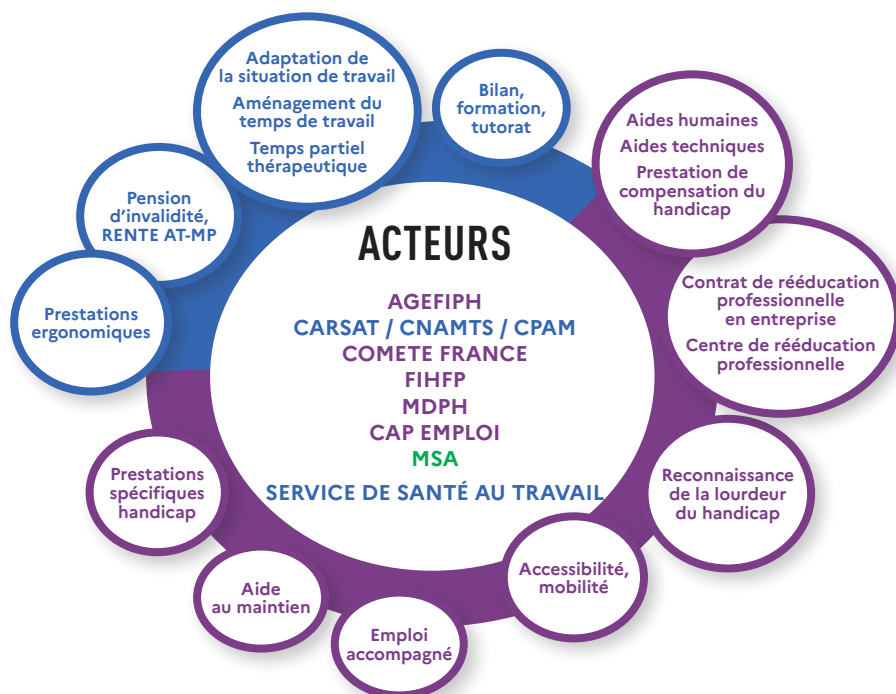 Adaptation de
la situation de travail
Aménagement du
temps de travail
Temps partiel
thérapeutique
Bilan,
formation,
tutorat
Aides humaines
Aides techniques
Prestation de
compensation du
handicap
Pension
d'invalidité,
RENTE AT-MP
Prestations
ergonomiques
ACTEURS
AGEFIPH
CARSAT / CNAMTS / CPAM
COMETE FRANCE
FIHFP
MDPH
CAP EMPLOI
MSA
SERVICE DE SANTÉ AU TRAVAIL
Contrat de rééducation
professionnelle
en entreprise
Centre de rééducation
professionnelle
Reconnaissance
de la lourdeur
du handicap
Accessibilité,
mobilité
Emploi
accompagné
Aide
au maintien
Prestations
spécifiques
handicap